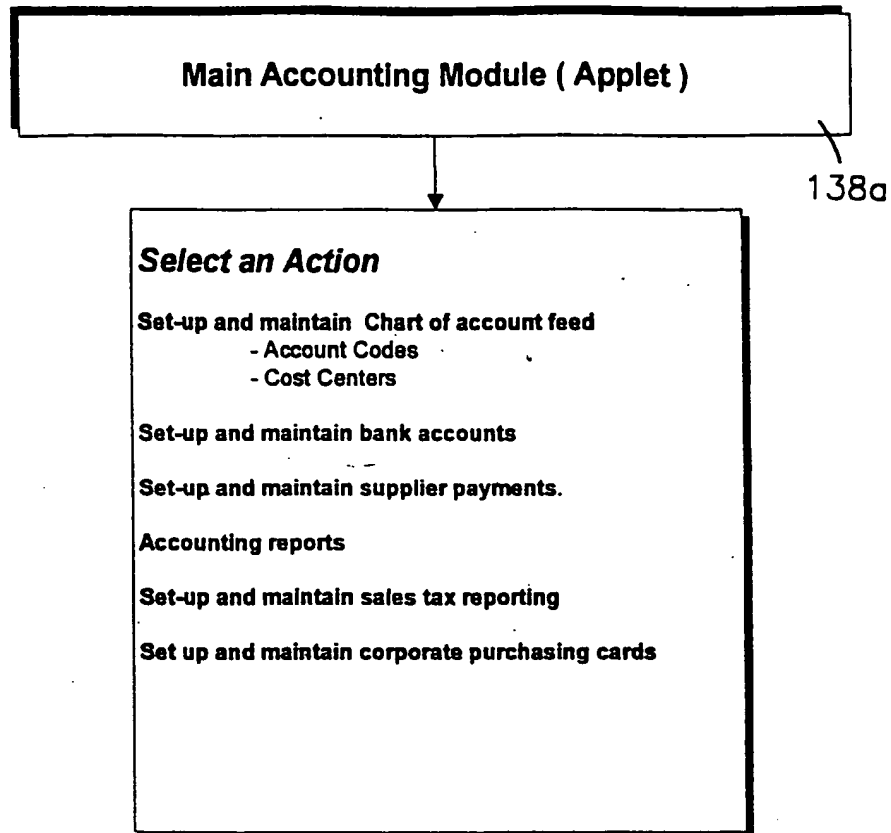 Main Accounting Module ( Applet )
138a
Select an Action
Set-up and maintain Chart of account feed
- Account Codes
- Cost Centers
Set-up and maintain bank accounts
Set-up and maintain supplier payments.
Accounting reports
Set-up and maintain sales tax reporting
Set up and maintain corporate purchasing cards